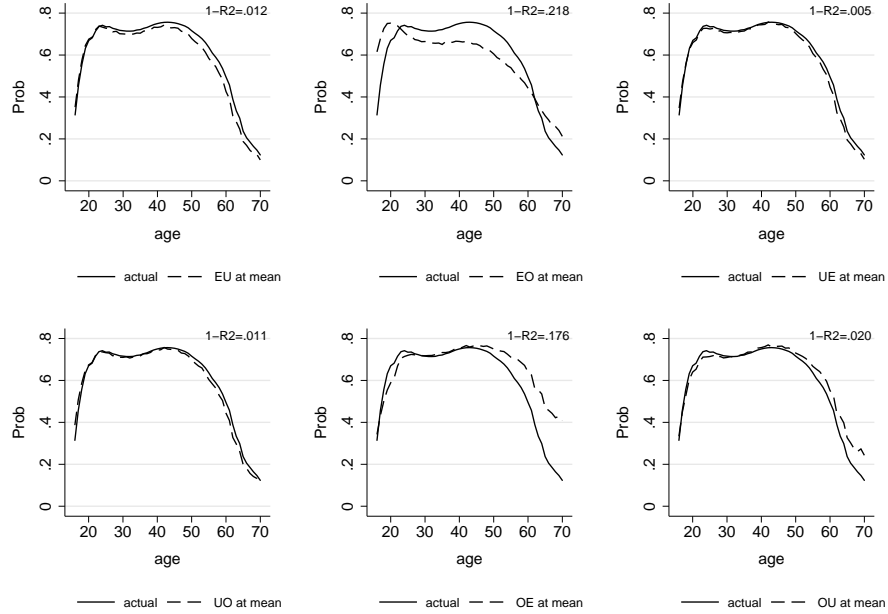 1−R2=.012
Prob
0 .2 .4 .6 .8
20 30 40 50 60 70
age
actual EU at mean
1−R2=.218
Prob
0 .2 .4 .6 .8
20 30 40 50 60 70
age
actual EO at mean
1−R2=.005
Prob
0 .2 .4 .6 .8
20 30 40 50 60 70
age
actual UE at mean
1−R2=.011
Prob
0 .2 .4 .6 .8
20 30 40 50 60 70
age
actual UO at mean
1−R2=.176
Prob
0 .2 .4 .6 .8
20 30 40 50 60 70
age
actual OE at mean
1−R2=.020
Prob
0 .2 .4 .6 .8
20 30 40 50 60 70
age
actual OU at mean